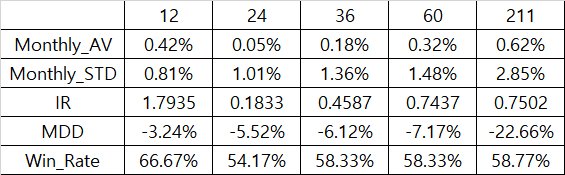 12 24 36 60 211
Monthly_AV 0.42% 0.05% 0.18% 0.32% 0.62%
Monthly_STD 0.81% 1.01% 1.36% 1.48% 2.85%
IR 1.7935 0.1833 0.4587 0.7437 0.7502
MDD -3.24% -5.52% -6.12% -7.17% -22.66%
Win_Rate 66.67% 54.17% 58.33% 58.33% 58.77%